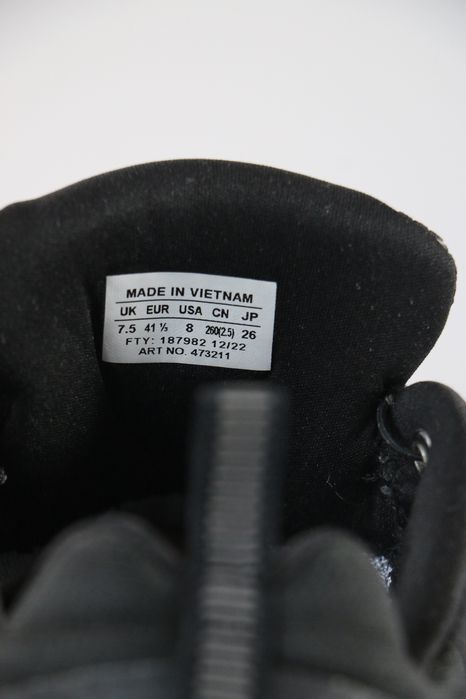 MADE IN VIETNAM
UK EUR USA CN JP
7.5 41 ⅓ 8 260(2.5) 26
FTY: 187982 12/22
ART NO. 473211